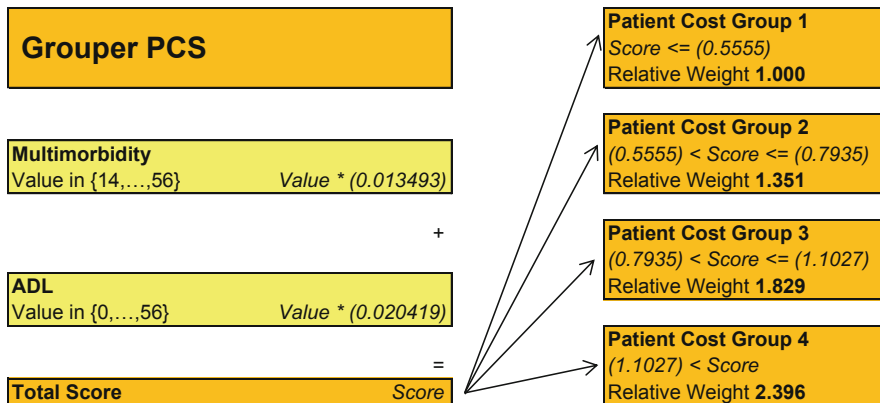 Grouper PCS
Multimorbidity
Value in {14,…,56} Value * (0.013493)
+
ADL
Value in {0,…,56} Value * (0.020419)
=
Total Score Score
Patient Cost Group 1
Score <= (0.5555)
Relative Weight 1.000
Patient Cost Group 2
(0.5555) < Score <= (0.7935)
Relative Weight 1.351
Patient Cost Group 3
(0.7935) < Score <= (1.1027)
Relative Weight 1.829
Patient Cost Group 4
(1.1027) < Score
Relative Weight 2.396